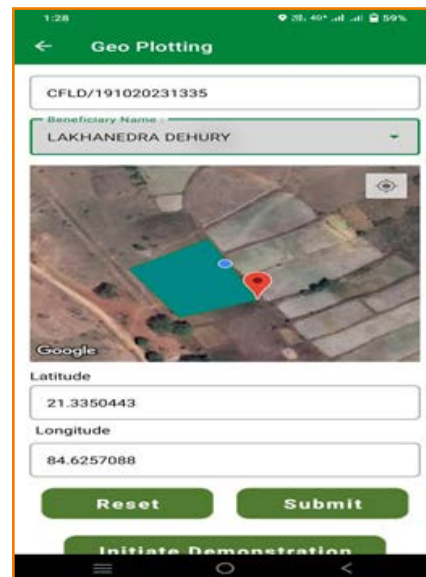 1:28
59%
Geo Plotting
CFLD/191020231335
Beneficiary Name :
LAKHANEDRA DEHURY
Google
Latitude
21.3350443
Longitude
84.6257088
Reset Submit
Initiate Demonstration